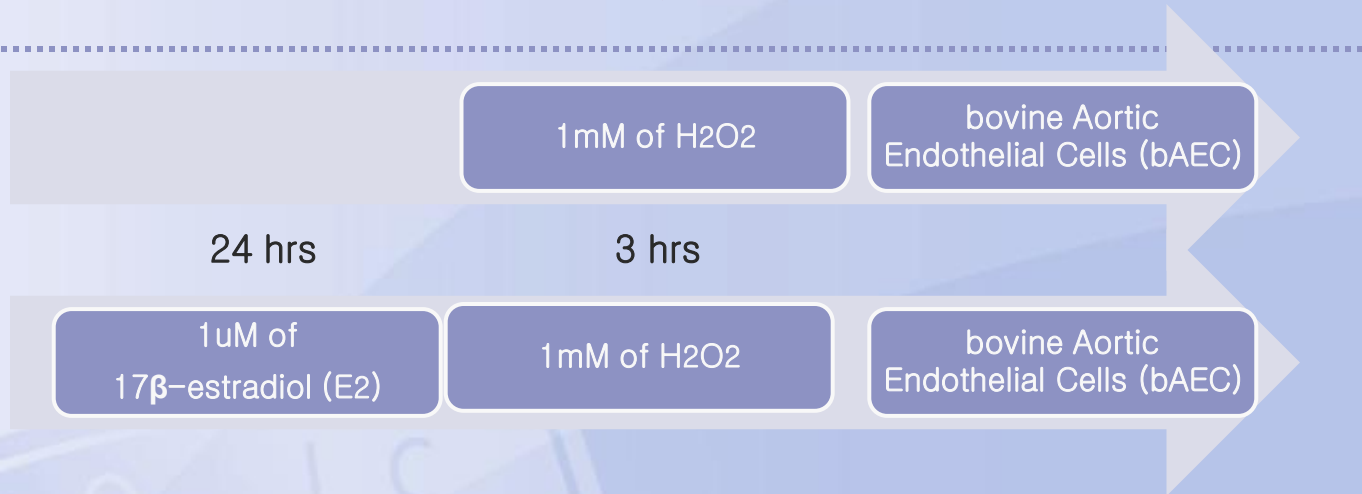 1mM of H2O2
bovine Aortic
Endothelial Cells (bAEC)
24 hrs
3 hrs
1uM of
17β-estradiol (E2)
1mM of H2O2
bovine Aortic
Endothelial Cells (bAEC)